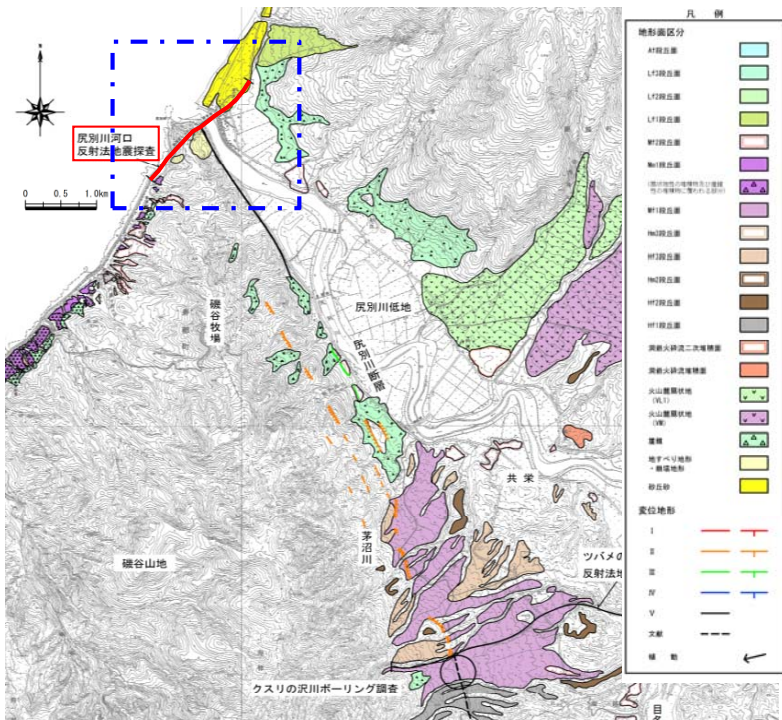 尻別川河口
反射法地震探査
0 0.5 1.0km
磯谷牧場
尻別川低地
尻別川断層
共栄
茅沼川
磯谷山地
ツバメの
反射法地
クスリの沢川ボーリング調査
目
凡 例
地形面区分
Af段丘面
Lf3段丘面
Lf2段丘面
Lf1段丘面
Mf2段丘面
Mm1段丘面
Mf1段丘面
Hm3段丘面
Hf3段丘面
Hm2段丘面
Hf2段丘面
Hf1段丘面
洞爺火砕流二次堆積面
洞爺火砕流堆積面
火山麓扇状地
(VL1)
火山麓扇状地
(VM)
崖錐
地すべり地形
・崩壊地形
砂丘砂
変位地形
I
II
III
IV
V
文献
傾動